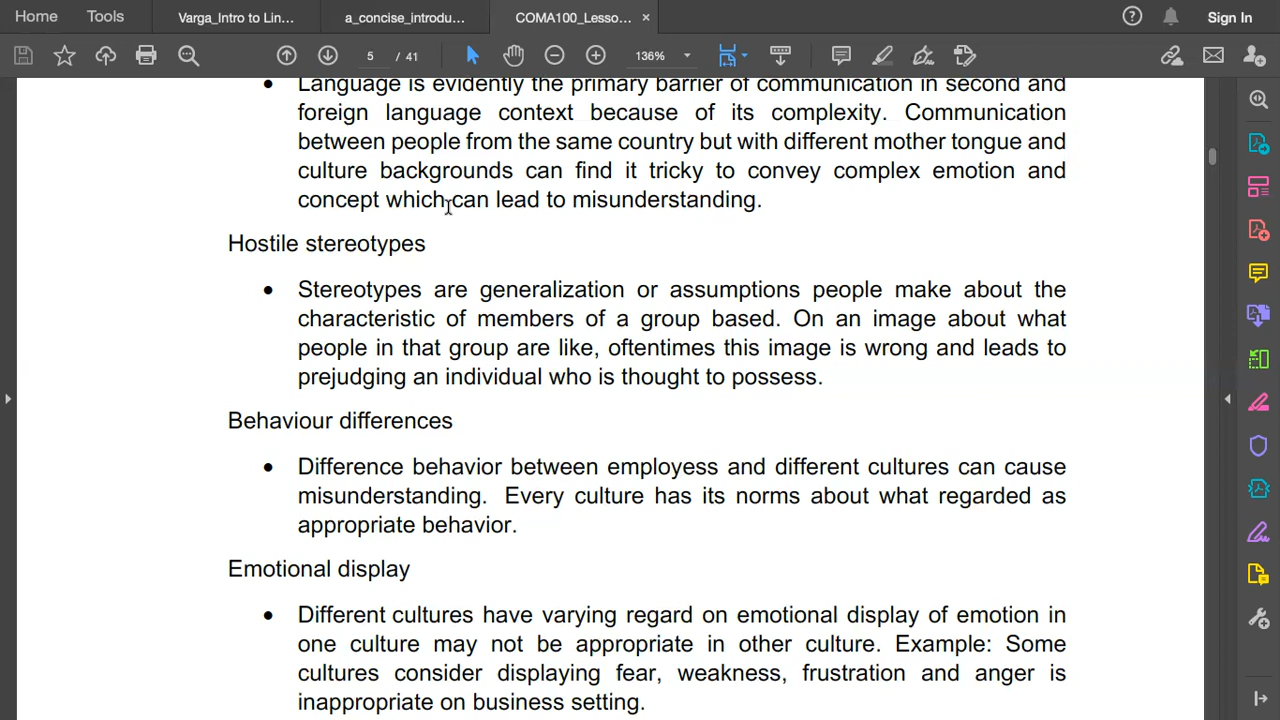 Home Tools Varga_Intro to Lin... a_concise_introdu... COMA100_Lesso... × Sign In
5 / 41 136%
• Language is evidently the primary barrier of communication in second and
foreign language context because of its complexity. Communication
between people from the same country but with different mother tongue and
culture backgrounds can find it tricky to convey complex emotion and
concept which can lead to misunderstanding.
Hostile stereotypes
• Stereotypes are generalization or assumptions people make about the
characteristic of members of a group based. On an image about what
people in that group are like, oftentimes this image is wrong and leads to
prejudging an individual who is thought to possess.
Behaviour differences
• Difference behavior between employess and different cultures can cause
misunderstanding. Every culture has its norms about what regarded as
appropriate behavior.
Emotional display
• Different cultures have varying regard on emotional display of emotion in
one culture may not be appropriate in other culture. Example: Some
cultures consider displaying fear, weakness, frustration and anger is
inappropriate on business setting.